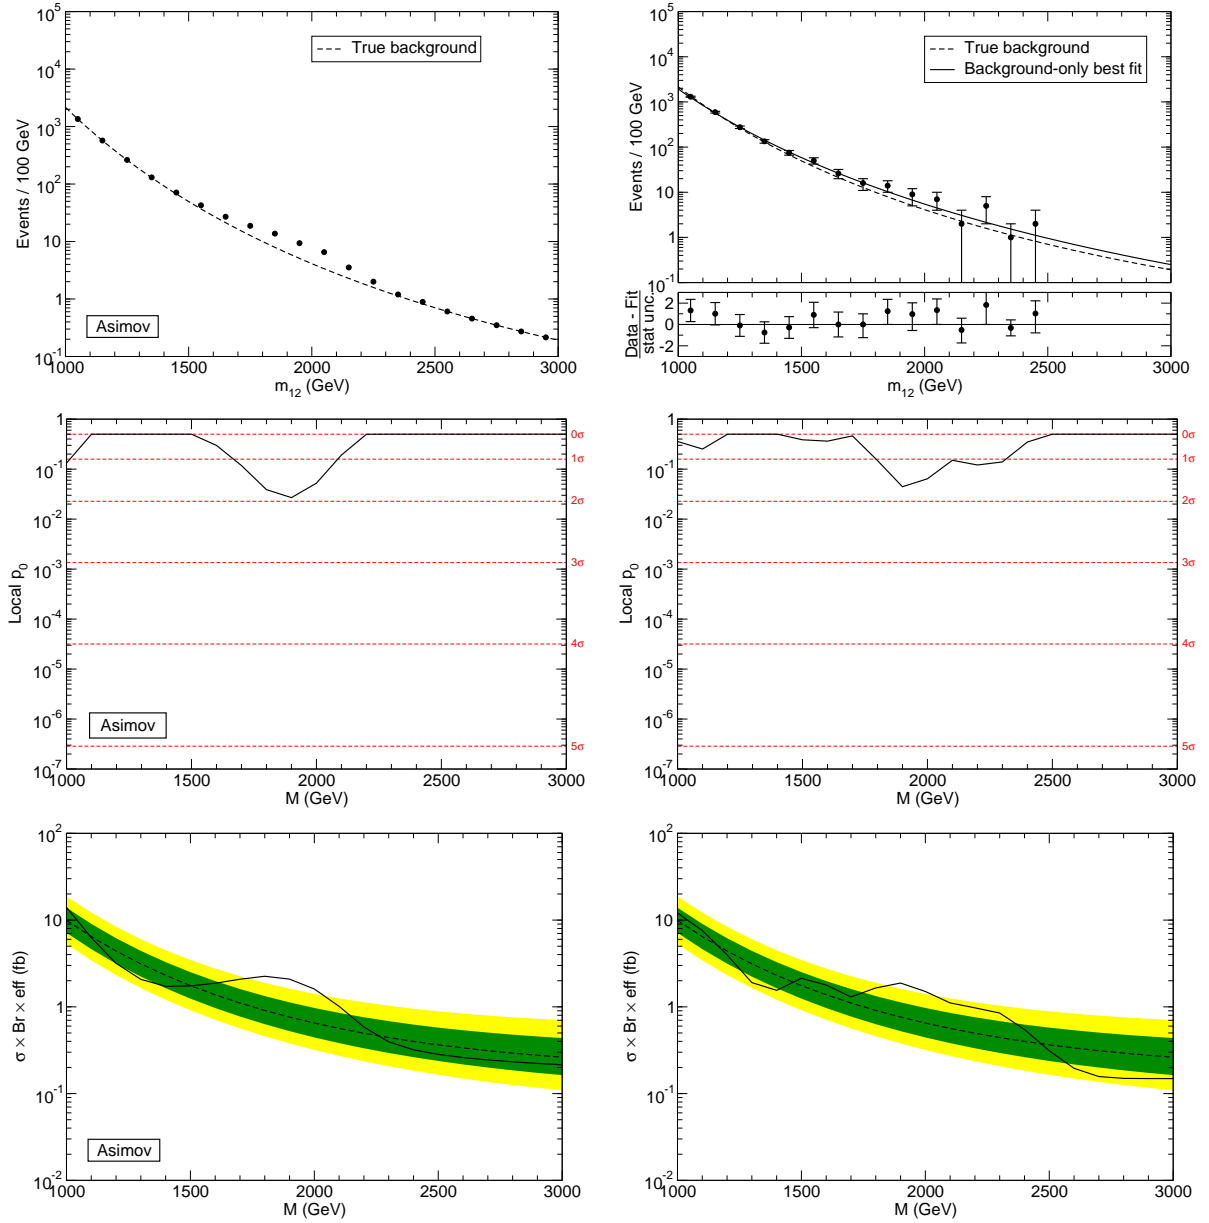 10^5
10^4
10^3
10^2
10
1
10^-1
Events / 100 GeV
True background
Asimov
1000 1500 2000 2500 3000
m_12 (GeV)
10^5
10^4
10^3
10^2
10
1
10^-1
Events / 100 GeV
True background
Background-only best fit
Data - Fit
stat unc.
2
0
-2
1000 1500 2000 2500 3000
m_12 (GeV)
1
10^-1
10^-2
10^-3
10^-4
10^-5
10^-6
10^-7
Local p_0
0σ
1σ
2σ
3σ
4σ
5σ
Asimov
1000 1500 2000 2500 3000
M (GeV)
1
10^-1
10^-2
10^-3
10^-4
10^-5
10^-6
10^-7
Local p_0
0σ
1σ
2σ
3σ
4σ
5σ
1000 1500 2000 2500 3000
M (GeV)
10^2
10
1
10^-1
10^-2
σ × Br × eff (fb)
Asimov
1000 1500 2000 2500 3000
M (GeV)
10^2
10
1
10^-1
10^-2
σ × Br × eff (fb)
1000 1500 2000 2500 3000
M (GeV)